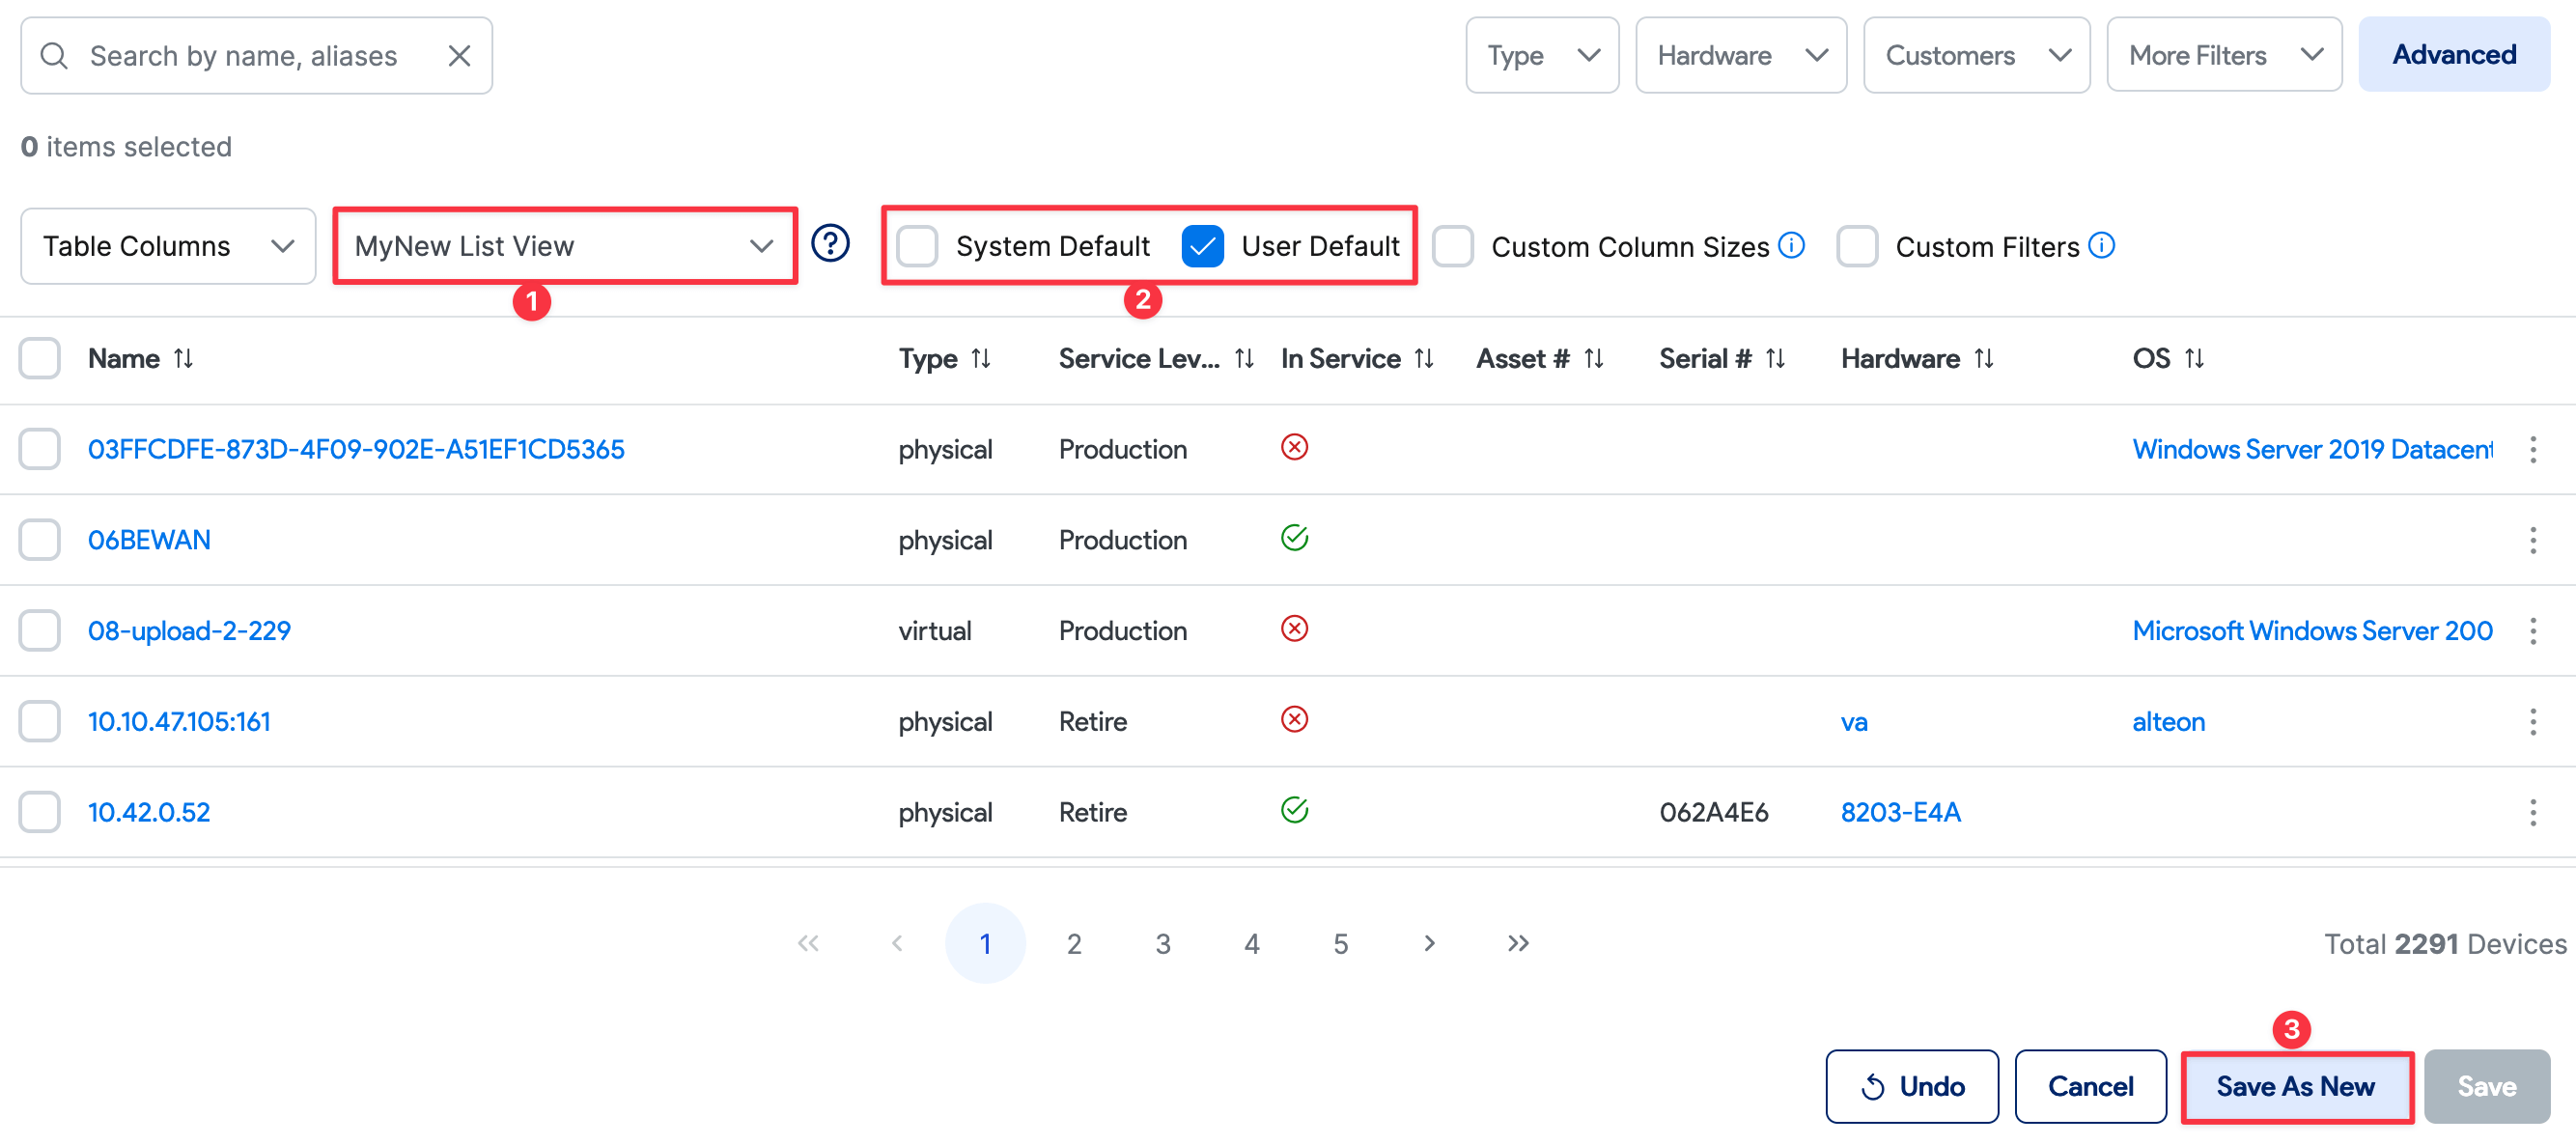 Search by name, aliases
Type
Hardware
Customers
More Filters
Advanced
0 items selected
Table Columns
MyNew List View
System Default
User Default
Custom Column Sizes
Custom Filters
1
2
Name
Type
Service Lev...
In Service
Asset #
Serial #
Hardware
OS
03FFCDFE-873D-4F09-902E-A51EF1CD5365
physical
Production
Windows Server 2019 Datacent
06BEWAN
physical
Production
08-upload-2-229
virtual
Production
Microsoft Windows Server 200
10.10.47.105:161
physical
Retire
va
alteon
10.42.0.52
physical
Retire
062A4E6
8203-E4A
1
2
3
4
5
Total 2291 Devices
3
Undo
Cancel
Save As New
Save